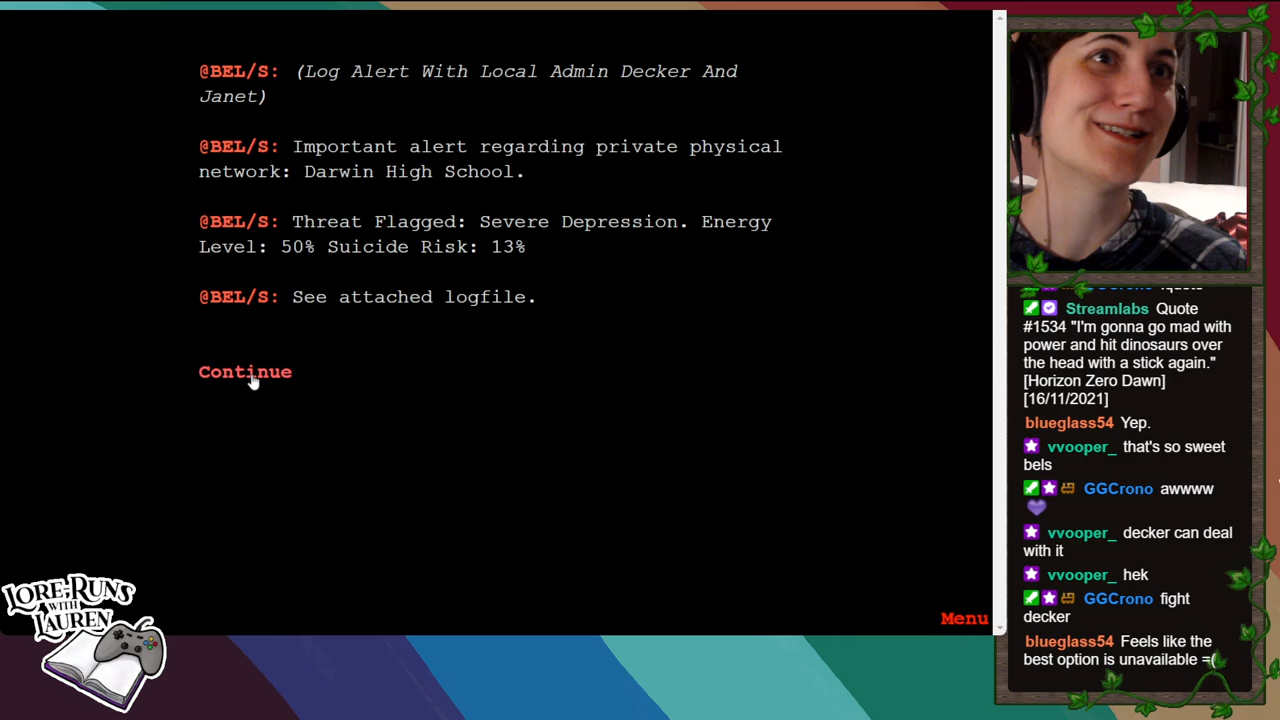 @BEL/S: (Log Alert With Local Admin Decker And
Janet)
@BEL/S: Important alert regarding private physical
network: Darwin High School.
@BEL/S: Threat Flagged: Severe Depression. Energy
Level: 50% Suicide Risk: 13%
@BEL/S: See attached logfile.
Continue
Menu
LORE-RUNS
WITH
LAUREN
Streamlabs Quote
#1534 "I'm gonna go mad with
power and hit dinosaurs over
the head with a stick again."
[Horizon Zero Dawn]
[16/11/2021]
blueglass54 Yep.
vvooper_ that's so sweet
bels
GGCrono awwww
vvooper_ decker can deal
with it
vvooper_ hek
GGCrono fight
decker
blueglass54 Feels like the
best option is unavailable =(